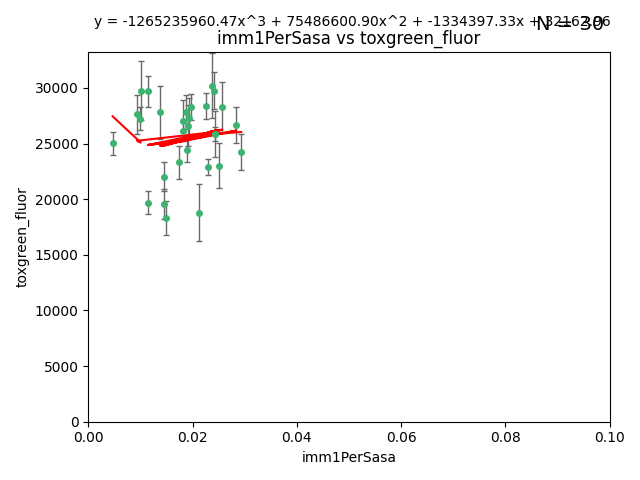 y = -1265235960.47x^3 + 75486600.90x^2 + -1334397.33x +
N = 30
imm1PerSasa vs toxgreen_fluor
30000
25000
20000
15000
10000
5000
0
toxgreen_fluor
0.00 0.02 0.04 0.06 0.08 0.10
imm1PerSasa